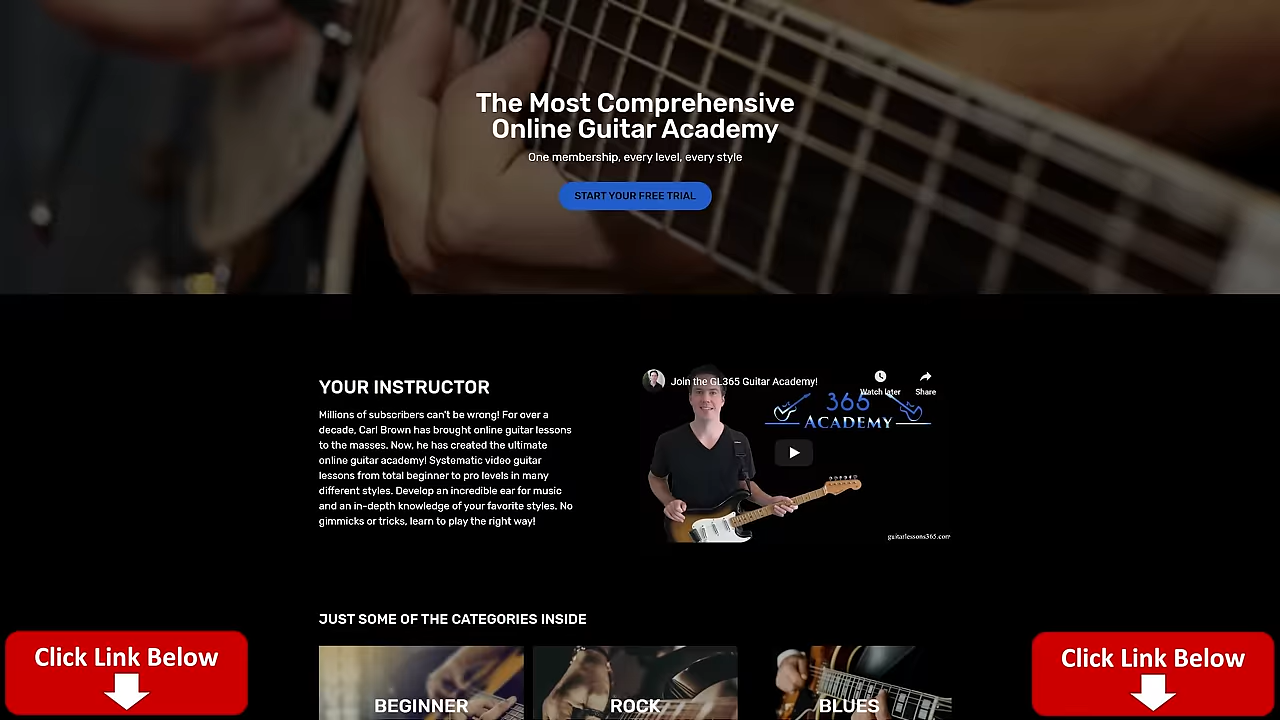 The Most Comprehensive
Online Guitar Academy
One membership, every level, every style
START YOUR FREE TRIAL
YOUR INSTRUCTOR
Millions of subscribers can't be wrong! For over a
decade, Carl Brown has brought online guitar lessons
to the masses. Now, he has created the ultimate
online guitar academy! Systematic video guitar
lessons from total beginner to pro levels in many
different styles. Develop an incredible ear for music
and an in-depth knowledge of your favorite styles. No
gimmicks or tricks, learn to play the right way!
Join the GL365 Guitar Academy!
Watch later
Share
365
ACADEMY
guitarlessons365.com
JUST SOME OF THE CATEGORIES INSIDE
BEGINNER
ROCK
BLUES
Click Link Below
Click Link Below